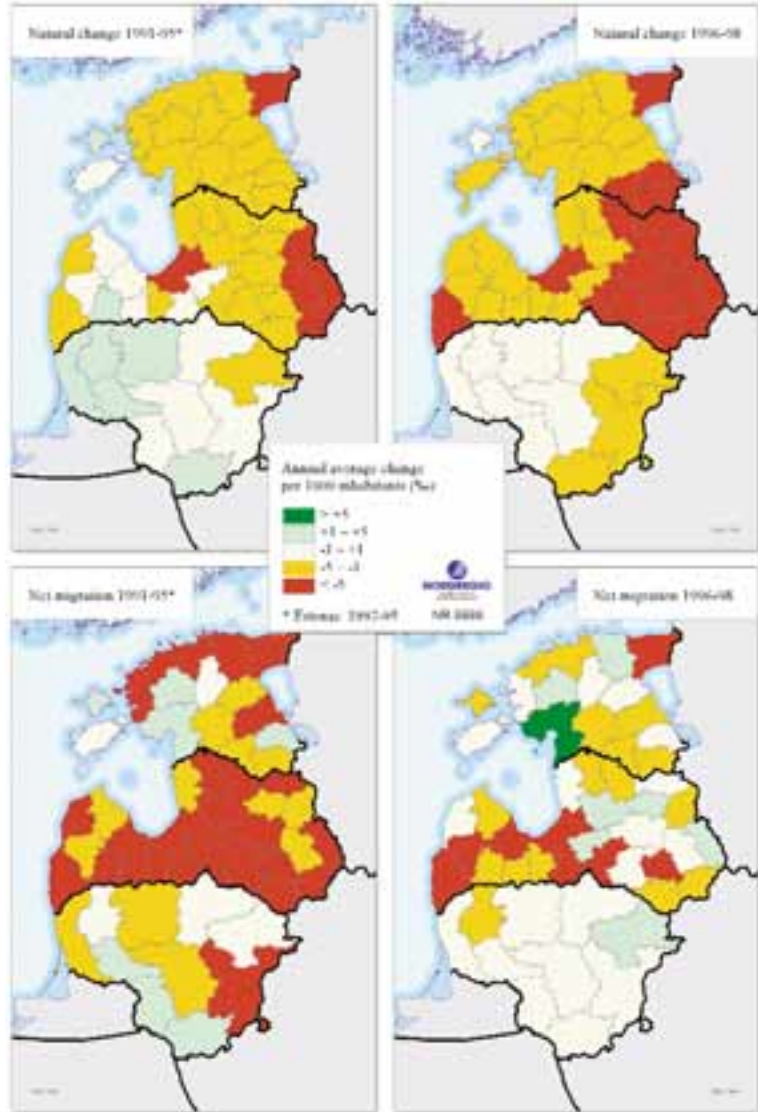 Natural change 1991-95*
Natural change 1996-98
Annual average change
per 1000 inhabitants (‰)
> +5
+1 – +5
-1 – +1
-5 – -1
< -5
NORDREGIO
* Estonia: 1992-95
Net migration 1991-95*
Net migration 1996-98